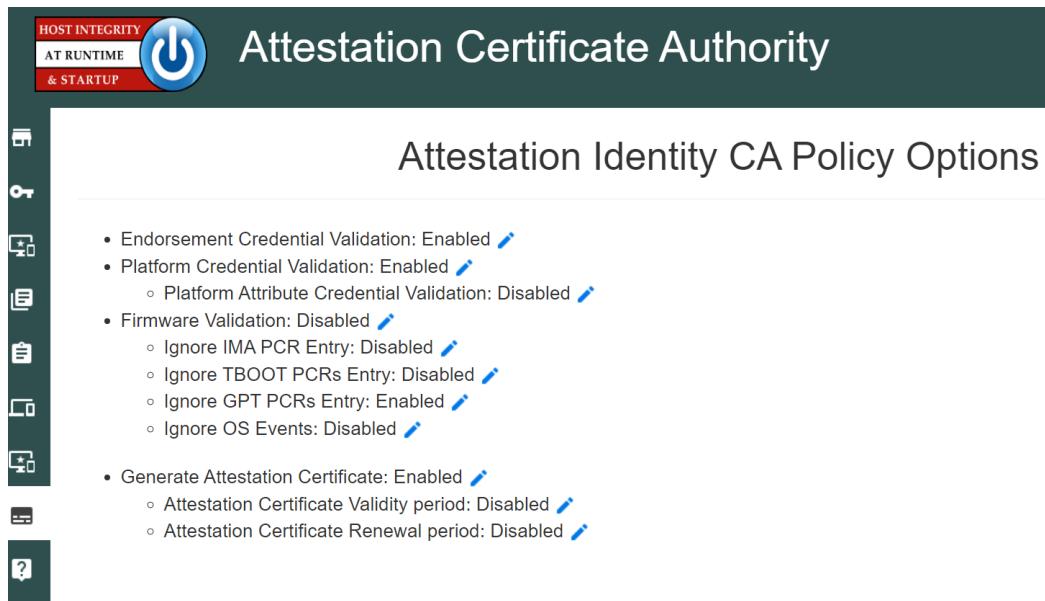 HOST INTEGRITY
AT RUNTIME
& STARTUP
Attestation Certificate Authority
Attestation Identity CA Policy Options
Endorsement Credential Validation: Enabled
Platform Credential Validation: Enabled
Platform Attribute Credential Validation: Disabled
Firmware Validation: Disabled
Ignore IMA PCR Entry: Disabled
Ignore TBOOT PCRs Entry: Disabled
Ignore GPT PCRs Entry: Enabled
Ignore OS Events: Disabled
Generate Attestation Certificate: Enabled
Attestation Certificate Validity period: Disabled
Attestation Certificate Renewal period: Disabled